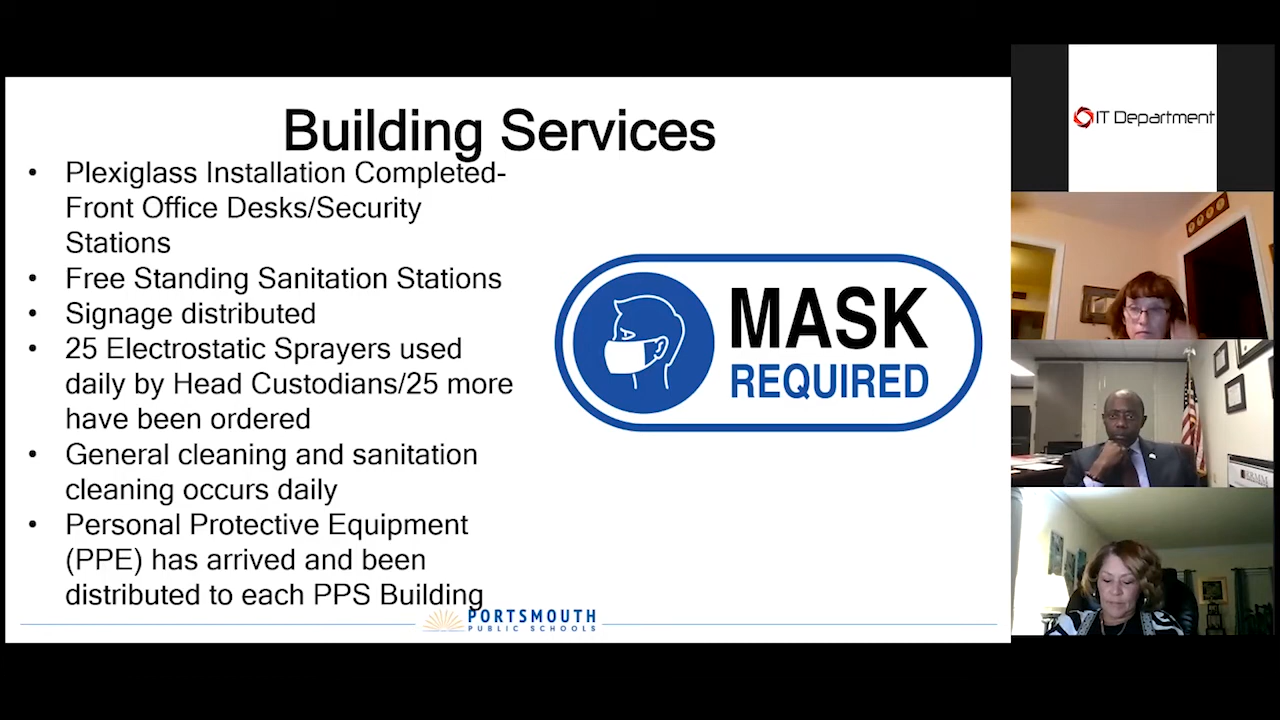 Building Services
• Plexiglass Installation Completed-
Front Office Desks/Security
Stations
• Free Standing Sanitation Stations
• Signage distributed
• 25 Electrostatic Sprayers used
daily by Head Custodians/25 more
have been ordered
• General cleaning and sanitation
cleaning occurs daily
• Personal Protective Equipment
(PPE) has arrived and been
distributed to each PPS Building
MASK
REQUIRED
PORTSMOUTH
PUBLIC SCHOOLS
IT Department